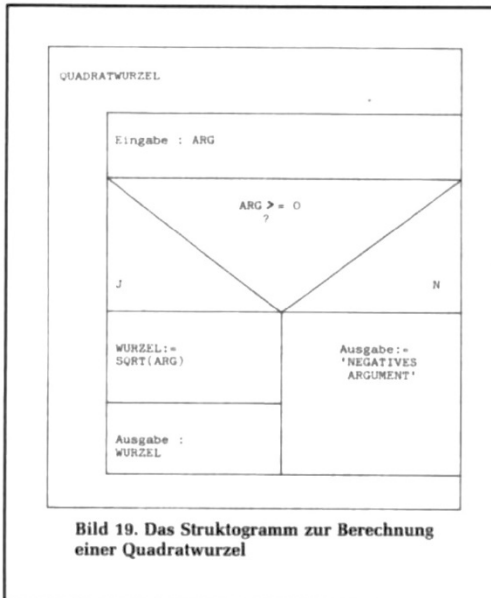 QUADRATWURZEL
Eingabe : ARG
ARG >= 0
?
J
N
WURZEL:=
SQRT(ARG)
Ausgabe:=
'NEGATIVES
ARGUMENT'
Ausgabe :
WURZEL
Bild 19. Das Struktogramm zur Berechnung
einer Quadratwurzel